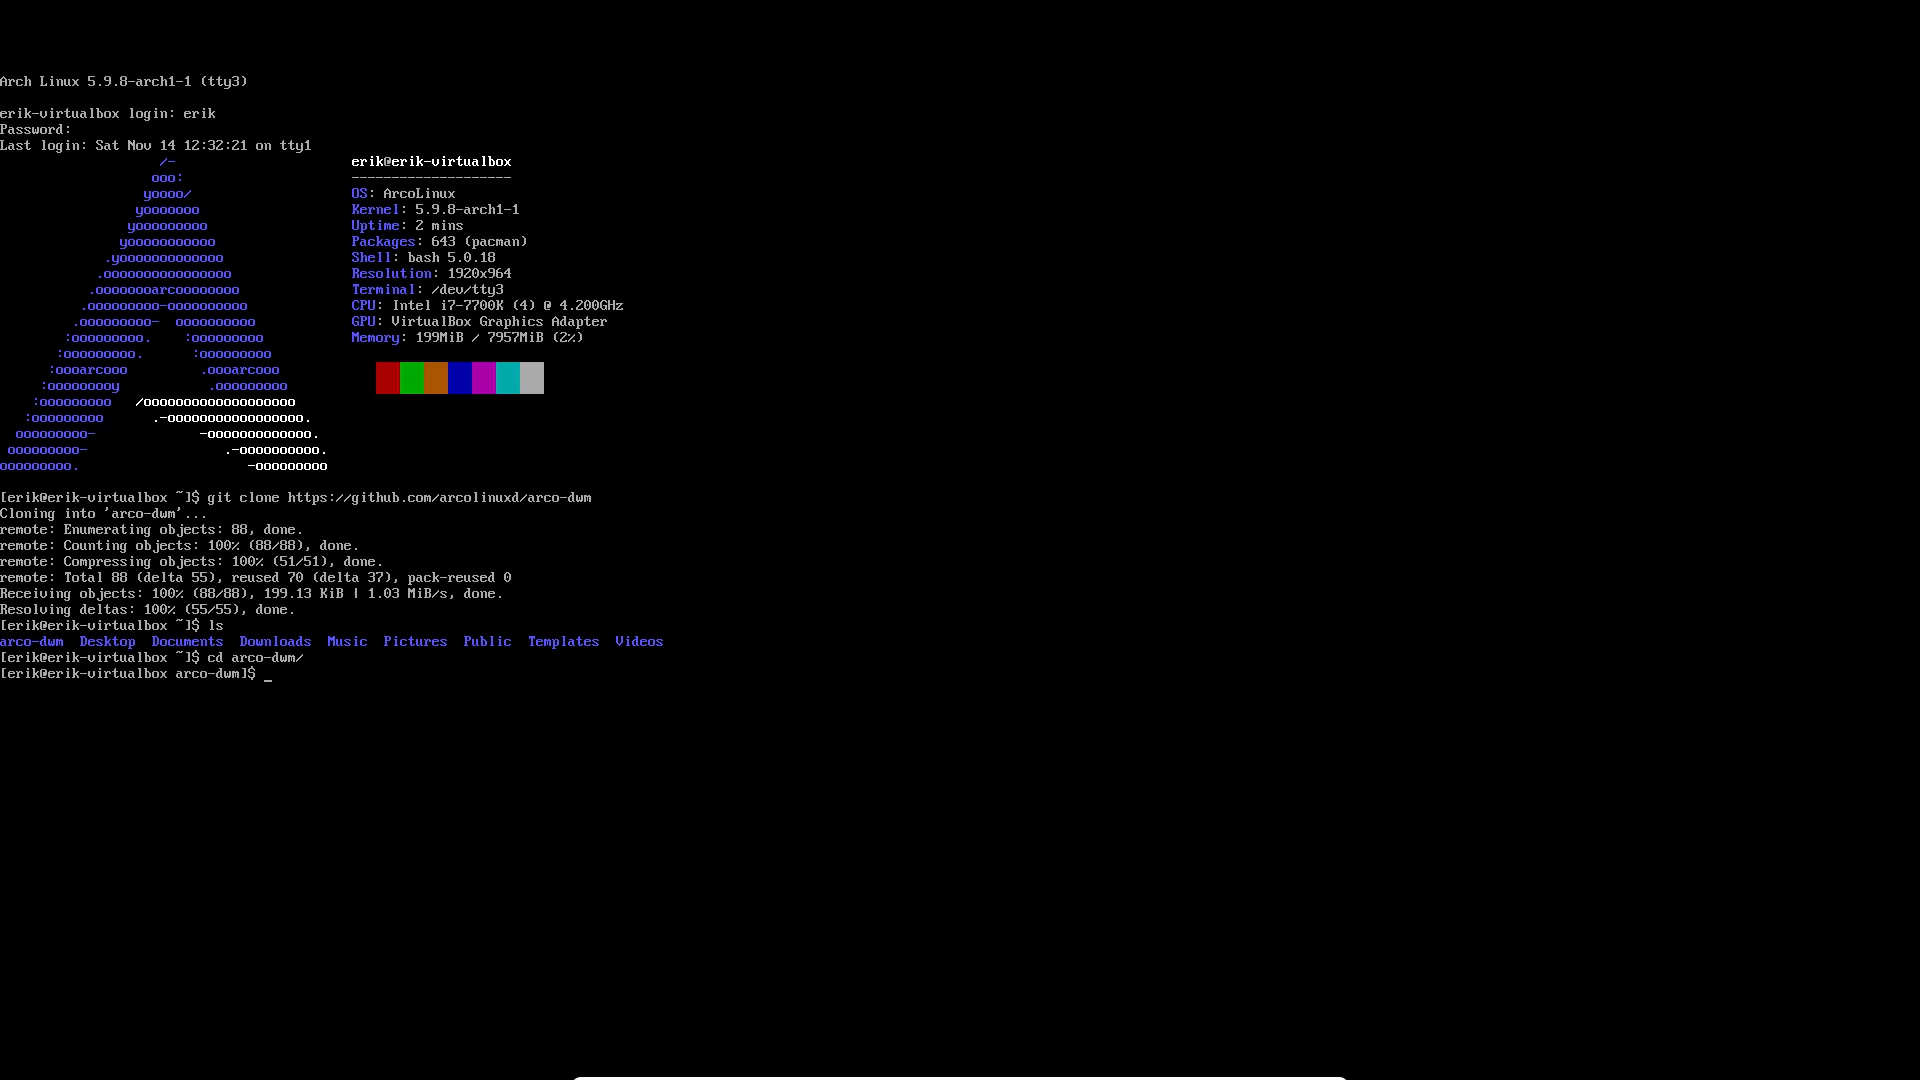 Arch Linux 5.9.8-arch1-1 (tty3)
erik-virtualbox login: erik
Password:
Last login: Sat Nov 14 12:32:21 on tty1
/-                       erik@erik-virtualbox
ooo:                     --------------------
yoooo/                   OS: ArcoLinux
yooooooo                 Kernel: 5.9.8-arch1-1
yooooooooo               Uptime: 2 mins
yooooooooooo             Packages: 643 (pacman)
.yooooooooooooo          Shell: bash 5.0.18
.oooooooooooooooo        Resolution: 1920x964
.ooooooooarcoooooooo     Terminal: /dev/tty3
.ooooooooo-oooooooooo    CPU: Intel i7-7700K (4) @ 4.200GHz
.ooooooooo-  oooooooooo  GPU: VirtualBox Graphics Adapter
:ooooooooo.    :ooooooooo   Memory: 199MiB / 7957MiB (2%)
:ooooooooo.      :ooooooooo
:oooarcooo         .oooarcooo
:ooooooooy           .ooooooooo
:ooooooooo   /ooooooooooooooooooo
:ooooooooo      .-ooooooooooooooooo.
ooooooooo-             -ooooooooooooo.
ooooooooo-                 .-oooooooooo.
ooooooooo.                     -ooooooooo
[erik@erik-virtualbox ~]$ git clone https://github.com/arcolinuxd/arco-dwm
Cloning into 'arco-dwm'...
remote: Enumerating objects: 88, done.
remote: Counting objects: 100% (88/88), done.
remote: Compressing objects: 100% (51/51), done.
remote: Total 88 (delta 55), reused 70 (delta 37), pack-reused 0
Receiving objects: 100% (88/88), 199.13 KiB | 1.03 MiB/s, done.
Resolving deltas: 100% (55/55), done.
[erik@erik-virtualbox ~]$ ls
arco-dwm  Desktop  Documents  Downloads  Music  Pictures  Public  Templates  Videos
[erik@erik-virtualbox ~]$ cd arco-dwm/
[erik@erik-virtualbox arco-dwm]$ _